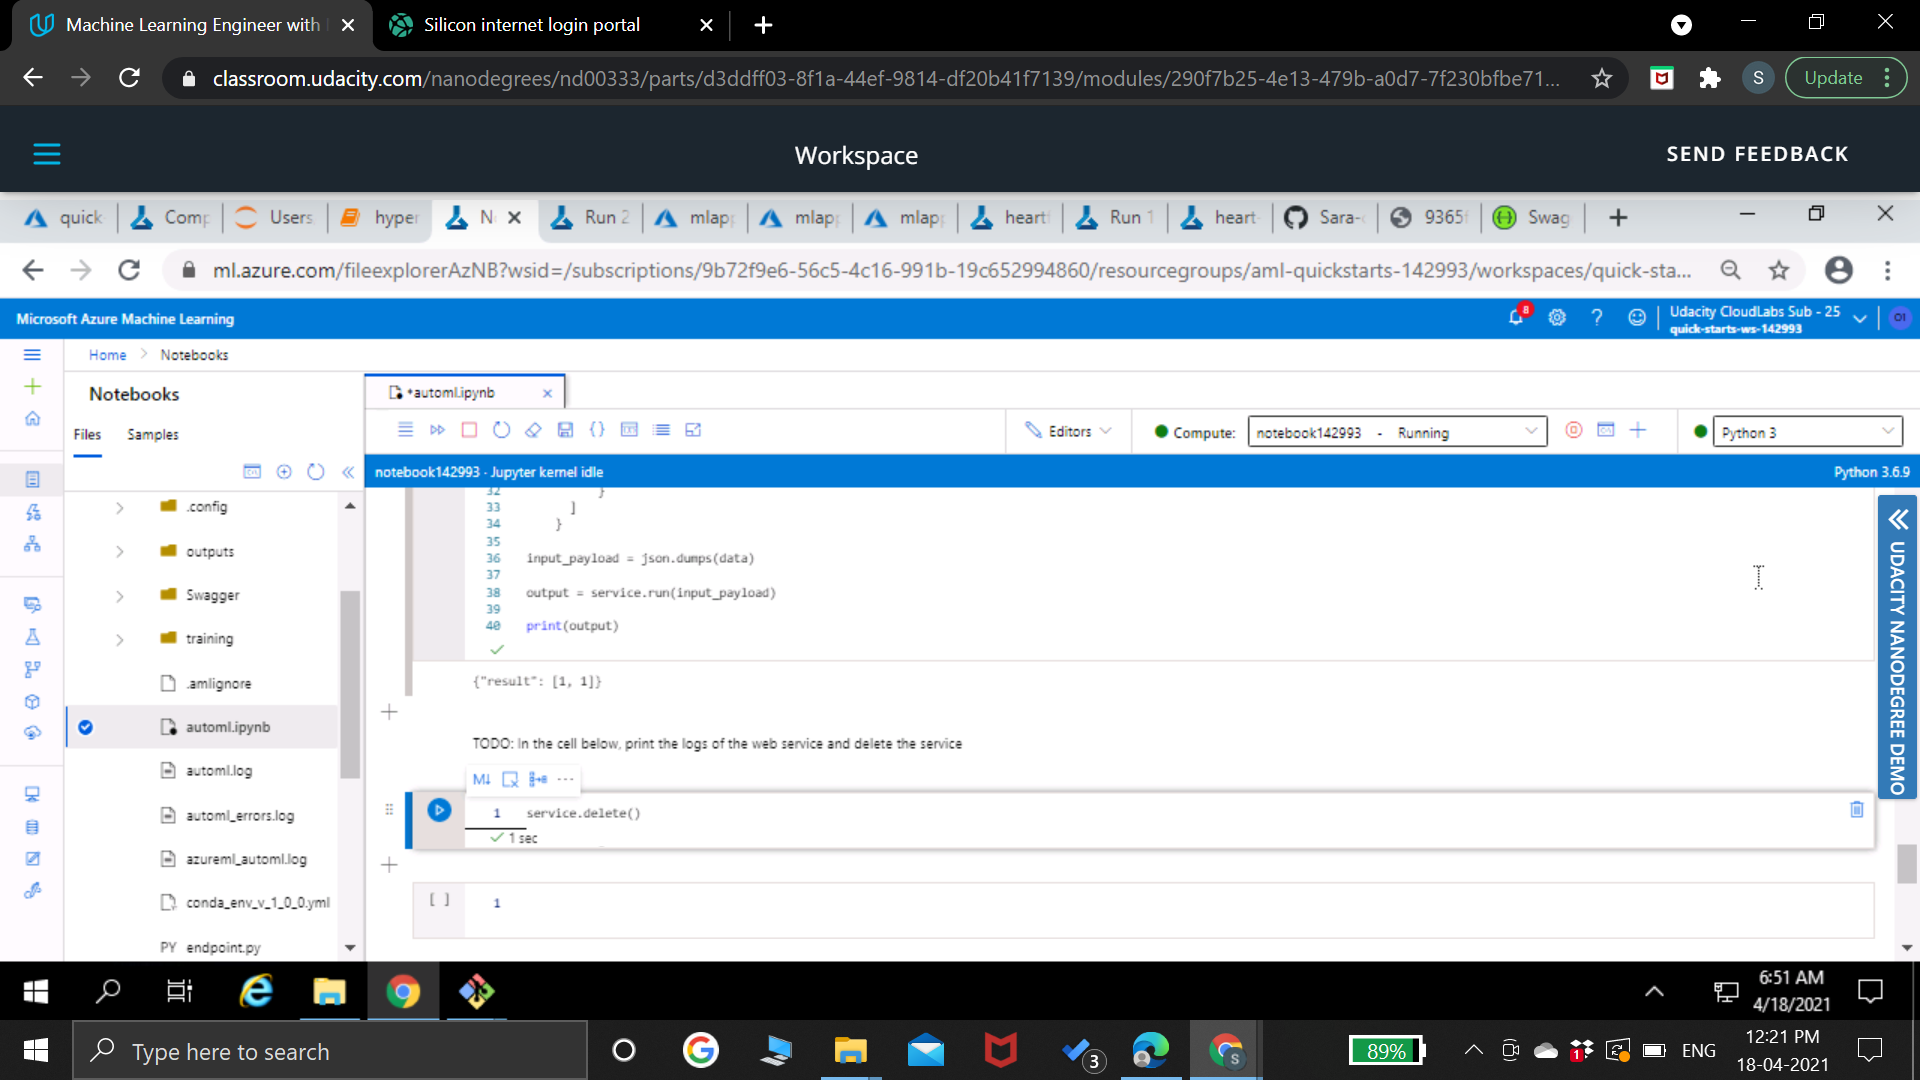 Machine Learning Engineer with
Silicon internet login portal
classroom.udacity.com/nanodegrees/nd00333/parts/d3ddff03-8f1a-44ef-9814-df20b41f7139/modules/290f7b25-4e13-479b-a0d7-7f230bfbe71...
S
Update
Workspace
SEND FEEDBACK
quick
Comp
Users
hyper
N
Run 2
mlap
mlap
mlap
heart
Run 1
heart-
Sara-
9365
Swag
ml.azure.com/fileexplorerAzNB?wsid=/subscriptions/9b72f9e6-56c5-4c16-991b-19c652994860/resourcegroups/aml-quickstarts-142993/workspaces/quick-sta...
Microsoft Azure Machine Learning
8
Udacity CloudLabs Sub - 25
quick-starts-ws-142993
OI
Home > Notebooks
Notebooks
*automl.ipynb
Files
Samples
Editors
Compute:
notebook142993 - Running
Python 3
notebook142993 · Jupyter kernel idle
Python 3.6.9
.config
outputs
Swagger
training
.amlignore
automl.ipynb
automl.log
automl_errors.log
azureml_automl.log
conda_env_v_1_0_0.yml
PY endpoint.py
32 }
33 ]
34 }
35
36 input_payload = json.dumps(data)
37
38 output = service.run(input_payload)
39
40 print(output)
{"result": [1, 1]}
TODO: In the cell below, print the logs of the web service and delete the service
M↓
1 service.delete()
1 sec
[ ] 1
UDACITY NANODEGREE DEMO
6:51 AM
4/18/2021
Type here to search
3
S
89%
1
ENG
12:21 PM
18-04-2021